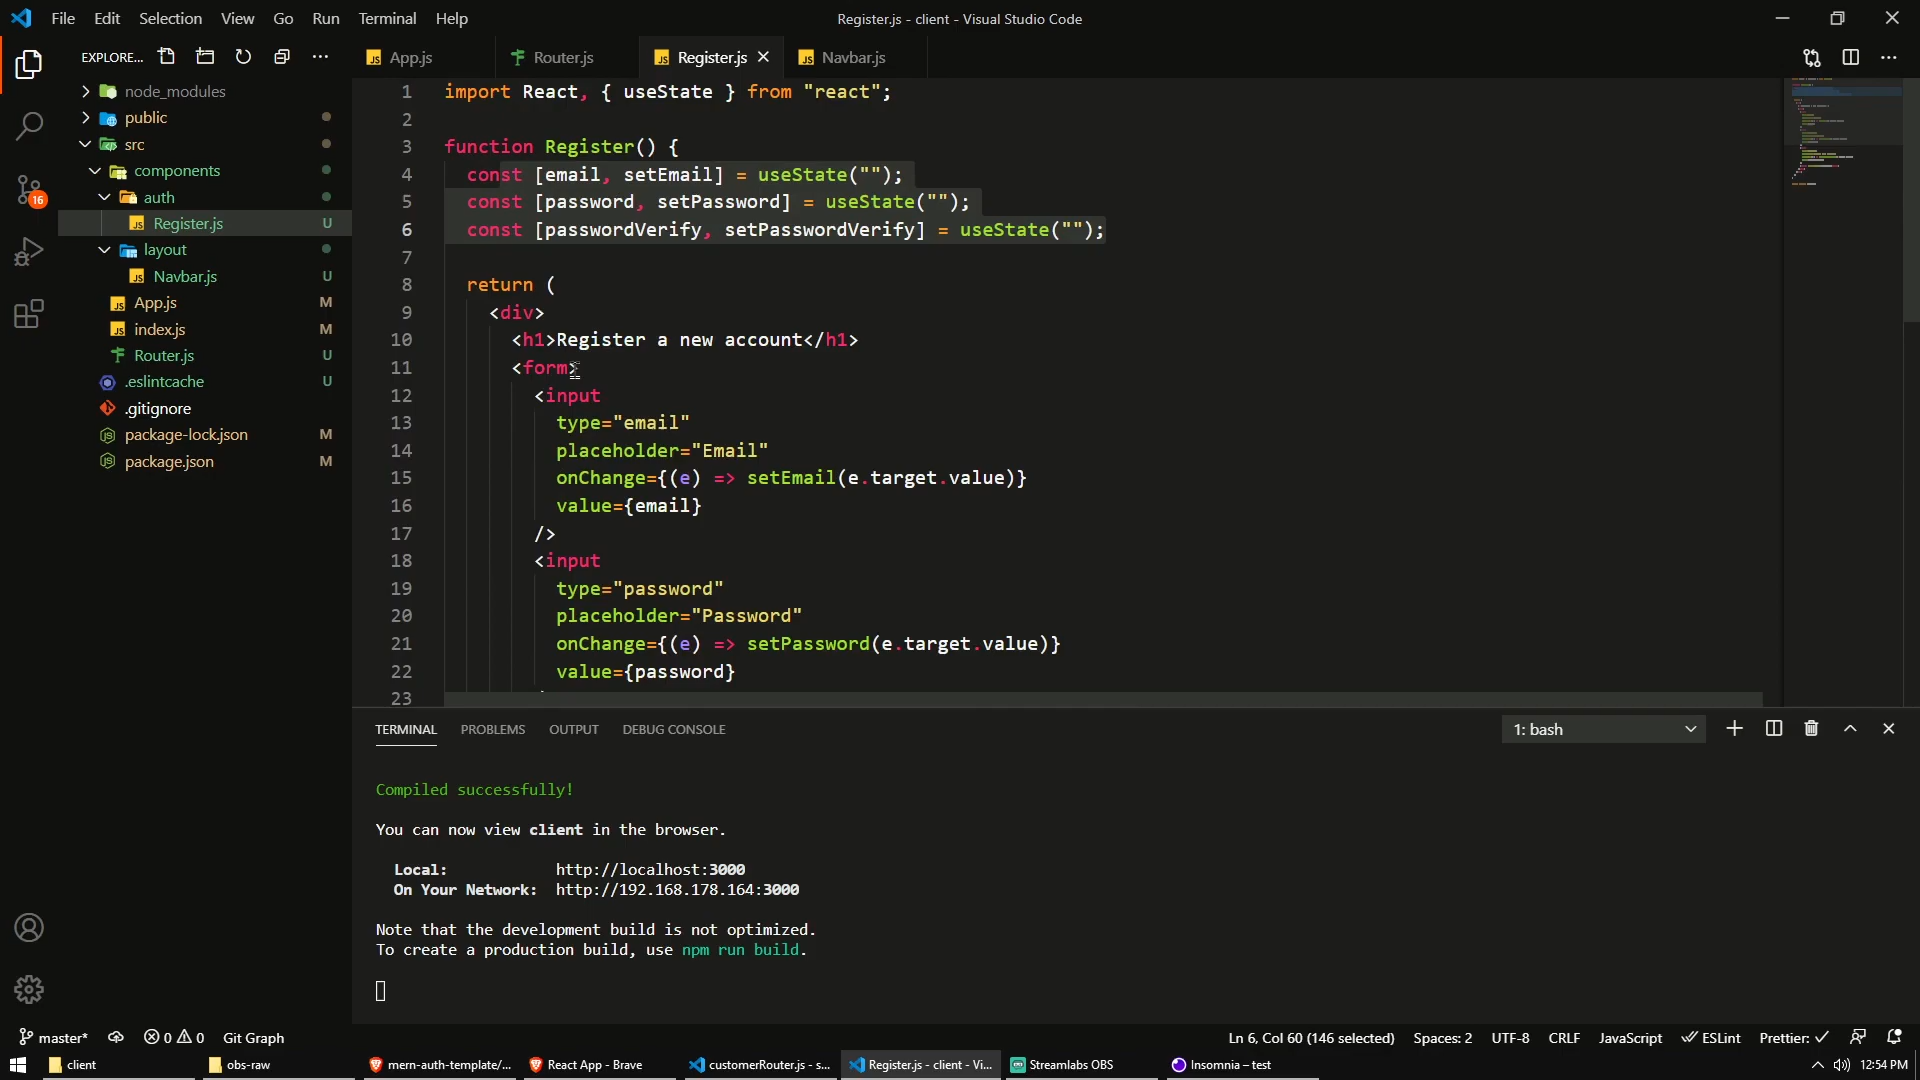 File Edit Selection View Go Run Terminal Help
Register.js - client - Visual Studio Code
EXPLORE...
App.js
Router.js
Register.js
Navbar.js
node_modules
public
src
components
auth
Register.js U
layout
Navbar.js U
App.js M
index.js M
Router.js U
.eslintcache U
.gitignore
package-lock.json M
package.json M
16
1 import React, { useState } from "react";
2
3 function Register() {
4 const [email, setEmail] = useState("");
5 const [password, setPassword] = useState("");
6 const [passwordVerify, setPasswordVerify] = useState("");
7
8 return (
9 <div>
10 <h1>Register a new account</h1>
11 <form>
12 <input
13 type="email"
14 placeholder="Email"
15 onChange={(e) => setEmail(e.target.value)}
16 value={email}
17 />
18 <input
19 type="password"
20 placeholder="Password"
21 onChange={(e) => setPassword(e.target.value)}
22 value={password}
23
TERMINAL PROBLEMS OUTPUT DEBUG CONSOLE
1: bash
Compiled successfully!
You can now view client in the browser.
Local: http://localhost:3000
On Your Network: http://192.168.178.164:3000
Note that the development build is not optimized.
To create a production build, use npm run build.
master* 0 0 Git Graph
Ln 6, Col 60 (146 selected) Spaces: 2 UTF-8 CRLF JavaScript ESLint Prettier: ✓
client
obs-raw
mern-auth-template/...
React App - Brave
customerRouter.js - s...
Register.js - client - Vi...
Streamlabs OBS
Insomnia – test
12:54 PM